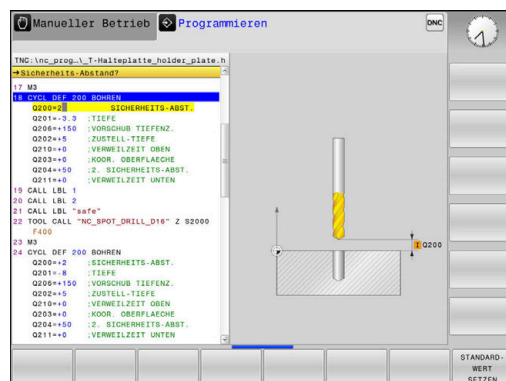 Manueller Betrieb
Programmieren
DNC
TNC:\nc_prog…\_T-Halteplatte_holder_plate.h
→Sicherheits-Abstand?
17 M3
18 CYCL DEF 200 BOHREN
Q200=2 SICHERHEITS-ABST.
Q201=-3.3 ;TIEFE
Q206=+150 ;VORSCHUB TIEFENZ.
Q202=+5 ;ZUSTELL-TIEFE
Q210=+0 ;VERWEILZEIT OBEN
Q203=+0 ;KOOR. OBERFLAECHE
Q204=+50 ;2. SICHERHEITS-ABST.
Q211=+0 ;VERWEILZEIT UNTEN
19 CALL LBL 1
20 CALL LBL 2
21 CALL LBL "safe"
22 TOOL CALL "NC_SPOT_DRILL_D16" Z S2000
F400
23 M3
24 CYCL DEF 200 BOHREN
Q200=+2 ;SICHERHEITS-ABST.
Q201=-8 ;TIEFE
Q206=+150 ;VORSCHUB TIEFENZ.
Q202=+5 ;ZUSTELL-TIEFE
Q210=+0 ;VERWEILZEIT OBEN
Q203=+0 ;KOOR. OBERFLAECHE
Q204=+50 ;2. SICHERHEITS-ABST.
Q211=+0 ;VERWEILZEIT UNTEN
I Q200
STANDARD-
WERT
SETZEN